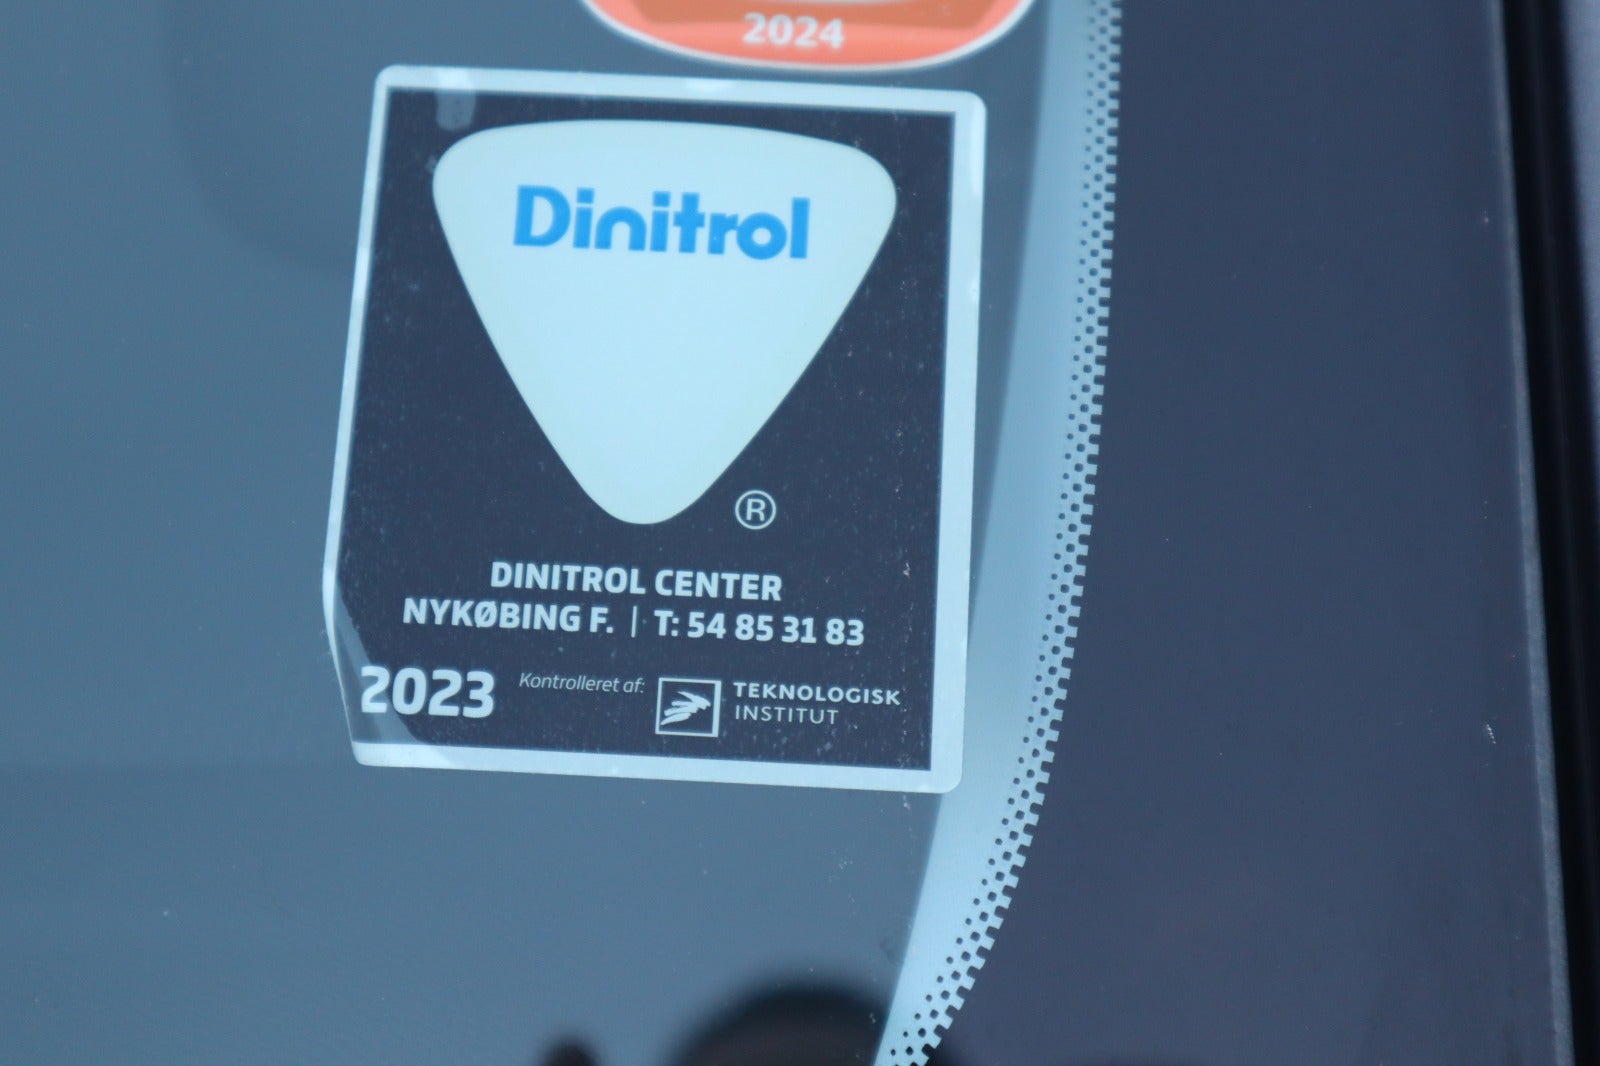 2024
Dinitrol
®
DINITROL CENTER
NYKØBING F. | T: 54 85 31 83
2023 Kontrolleret af: TEKNOLOGISK
INSTITUT